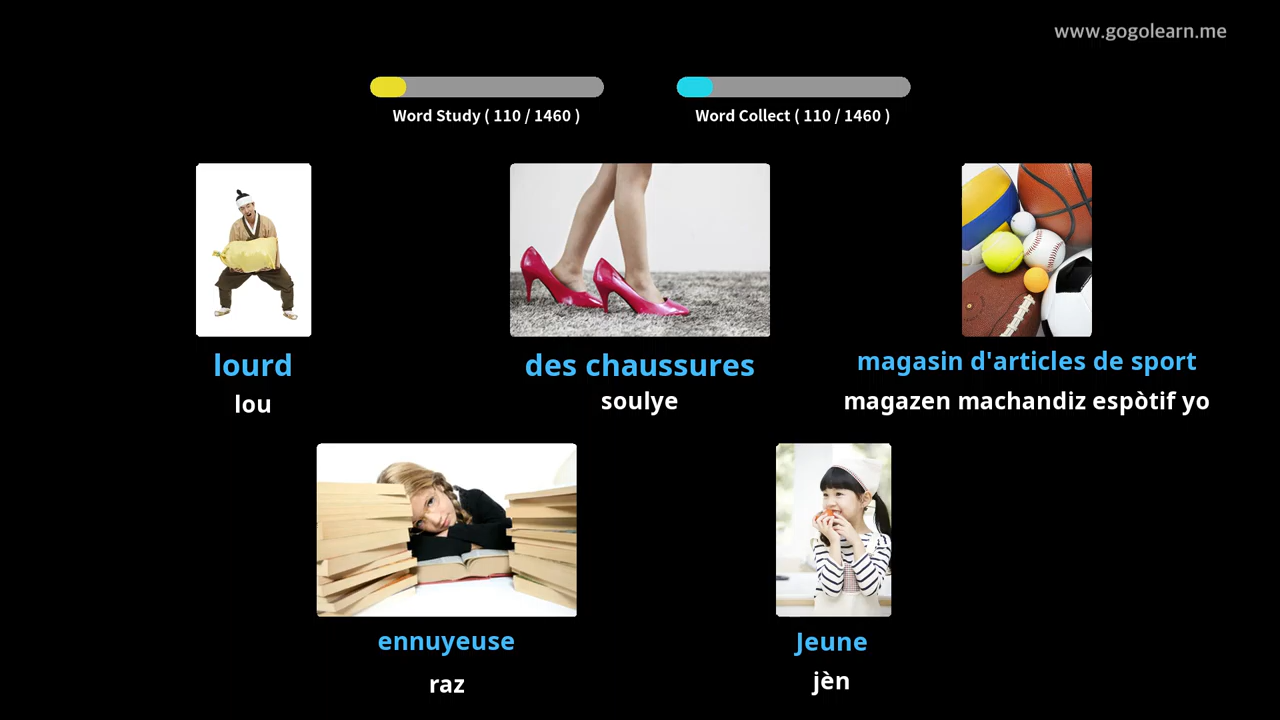 www.gogolearn.me
Word Study ( 110 / 1460 )
Word Collect ( 110 / 1460 )
lourd
lou
des chaussures
soulye
magasin d'articles de sport
magazen machandiz espòtif yo
ennuyeuse
raz
Jeune
jèn